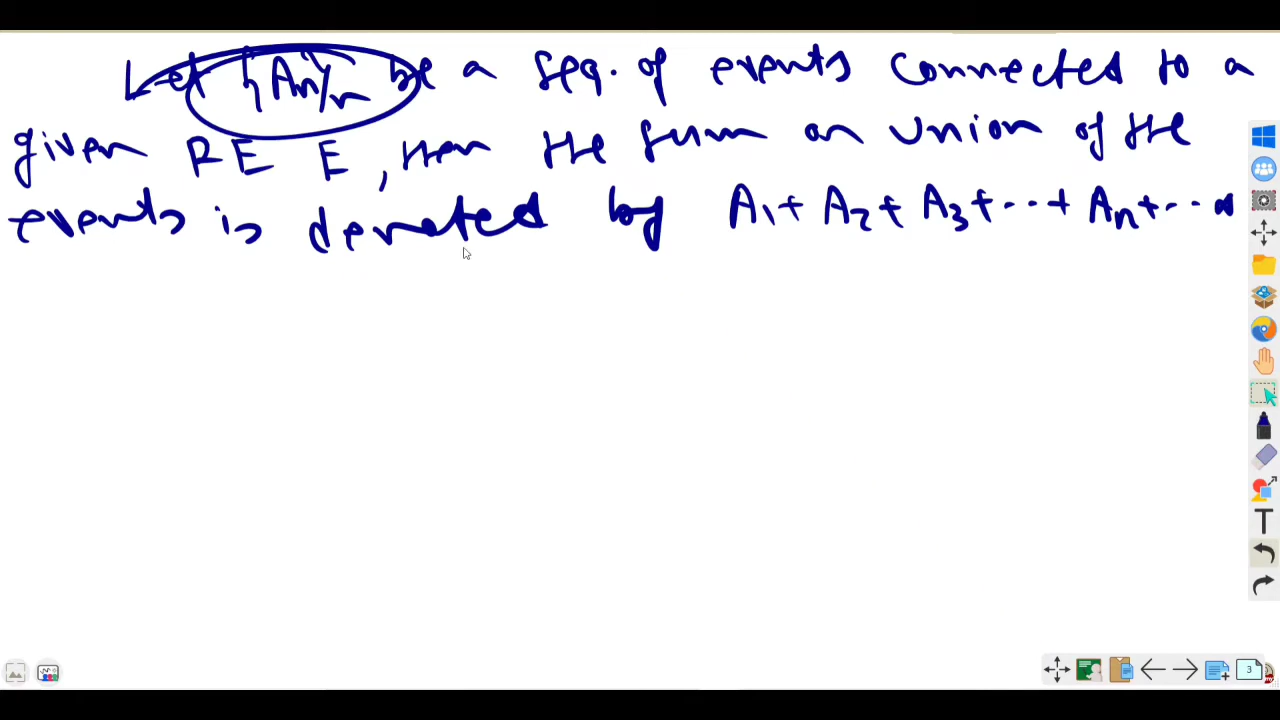 Let {An}n be a seq. of events connected to a
given RE E, then the sum or union of the
events is denoted by A1+ A2+ A3+ ...+ An+... ∞